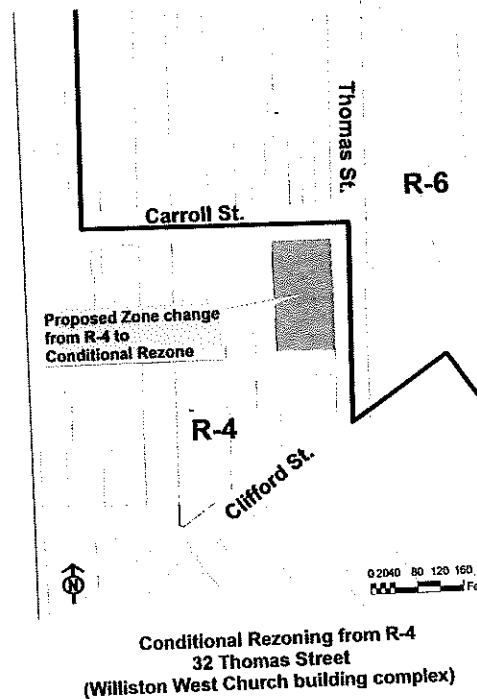 Thomas St.
R-6
Carroll St.
Proposed Zone change
from R-4 to
Conditional Rezone
R-4
Clifford St.
N
0 20 40 80 120 160
Conditional Rezoning from R-4
32 Thomas Street
(Williston West Church building complex)